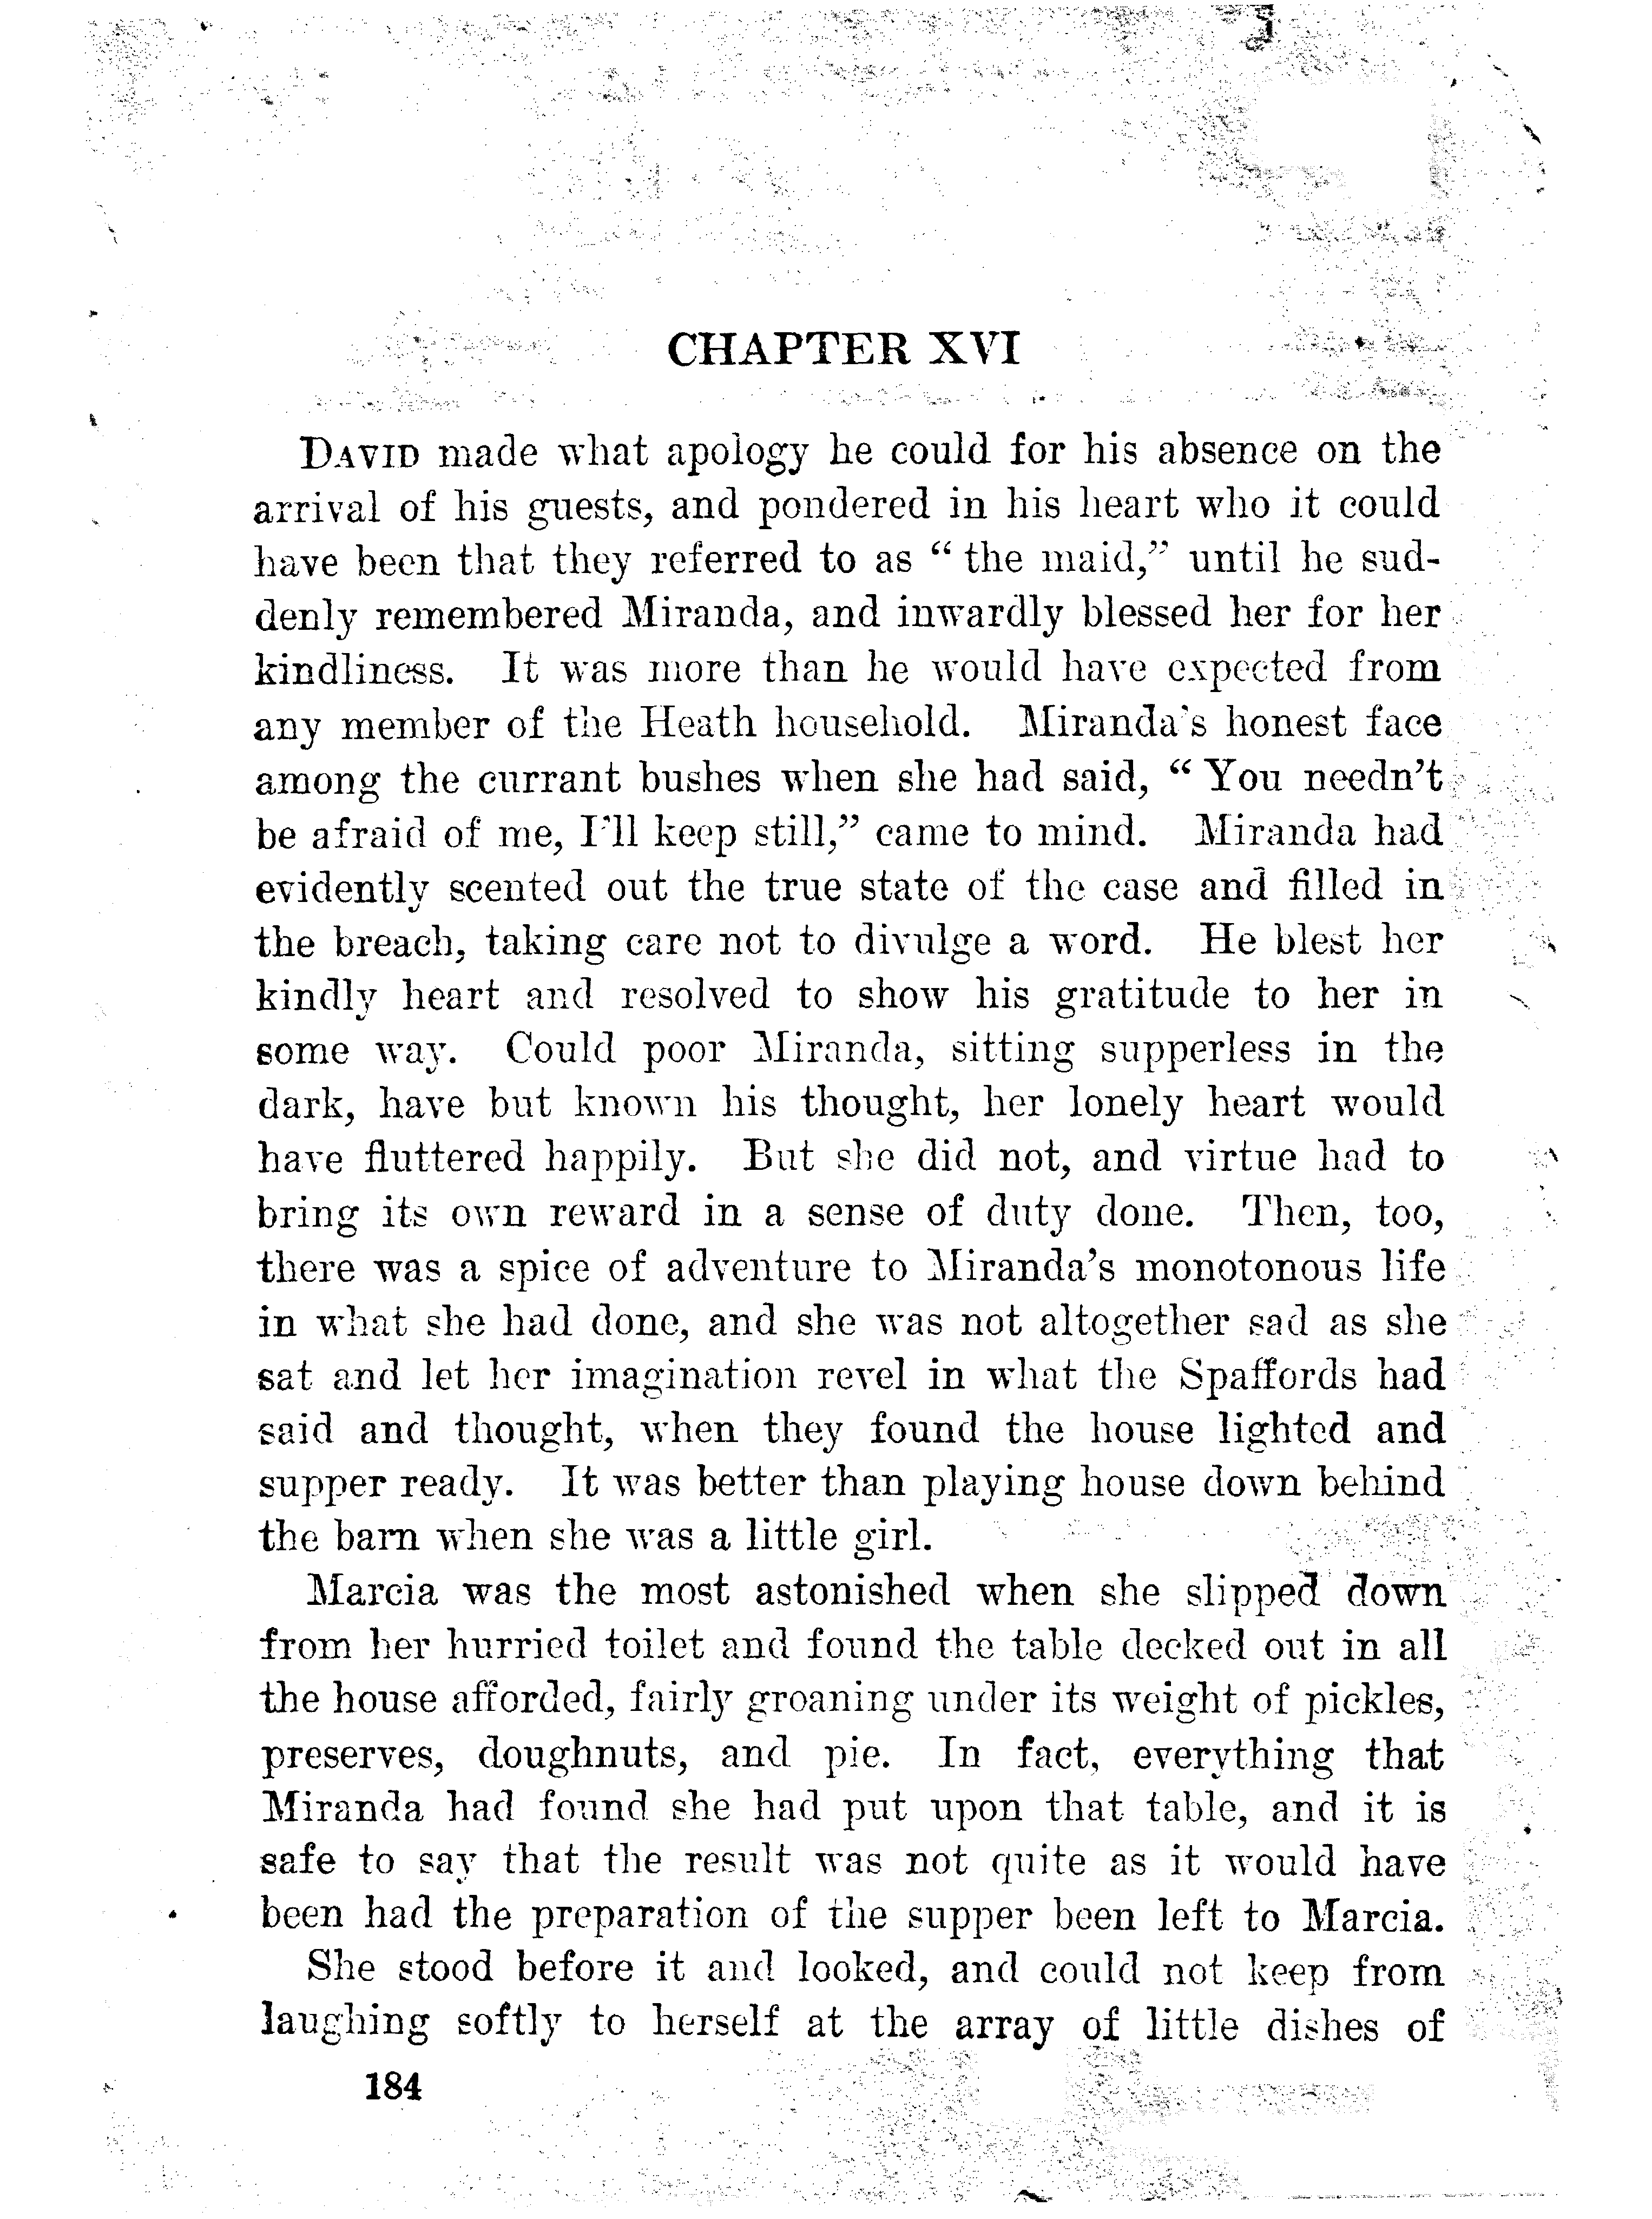 CHAPTER XVI
DAVID made what apology he could for his absence on the
arrival of his guests, and pondered in his heart who it could
have been that they referred to as “ the maid,” until he sud-
denly remembered Miranda, and inwardly blessed her for her
kindliness. It was more than he would have expected from
any member of the Heath household. Miranda's honest face
among the currant bushes when she had said, “ You needn't
be afraid of me, I'll keep still,” came to mind. Miranda had
evidently scented out the true state of the case and filled in
the breach, taking care not to divulge a word. He blest her
kindly heart and resolved to show his gratitude to her in
some way. Could poor Miranda, sitting supperless in the
dark, have but known his thought, her lonely heart would
have fluttered happily. But she did not, and virtue had to
bring its own reward in a sense of duty done. Then, too,
there was a spice of adventure to Miranda's monotonous life
in what she had done, and she was not altogether sad as she
sat and let her imagination revel in what the Spaffords had
said and thought, when they found the house lighted and
supper ready. It was better than playing house down behind
the barn when she was a little girl.
Marcia was the most astonished when she slipped down
from her hurried toilet and found the table decked out in all
the house afforded, fairly groaning under its weight of pickles,
preserves, doughnuts, and pie. In fact, everything that
Miranda had found she had put upon that table, and it is
safe to say that the result was not quite as it would have
been had the preparation of the supper been left to Marcia.
She stood before it and looked, and could not keep from
laughing softly to herself at the array of little dishes of
184